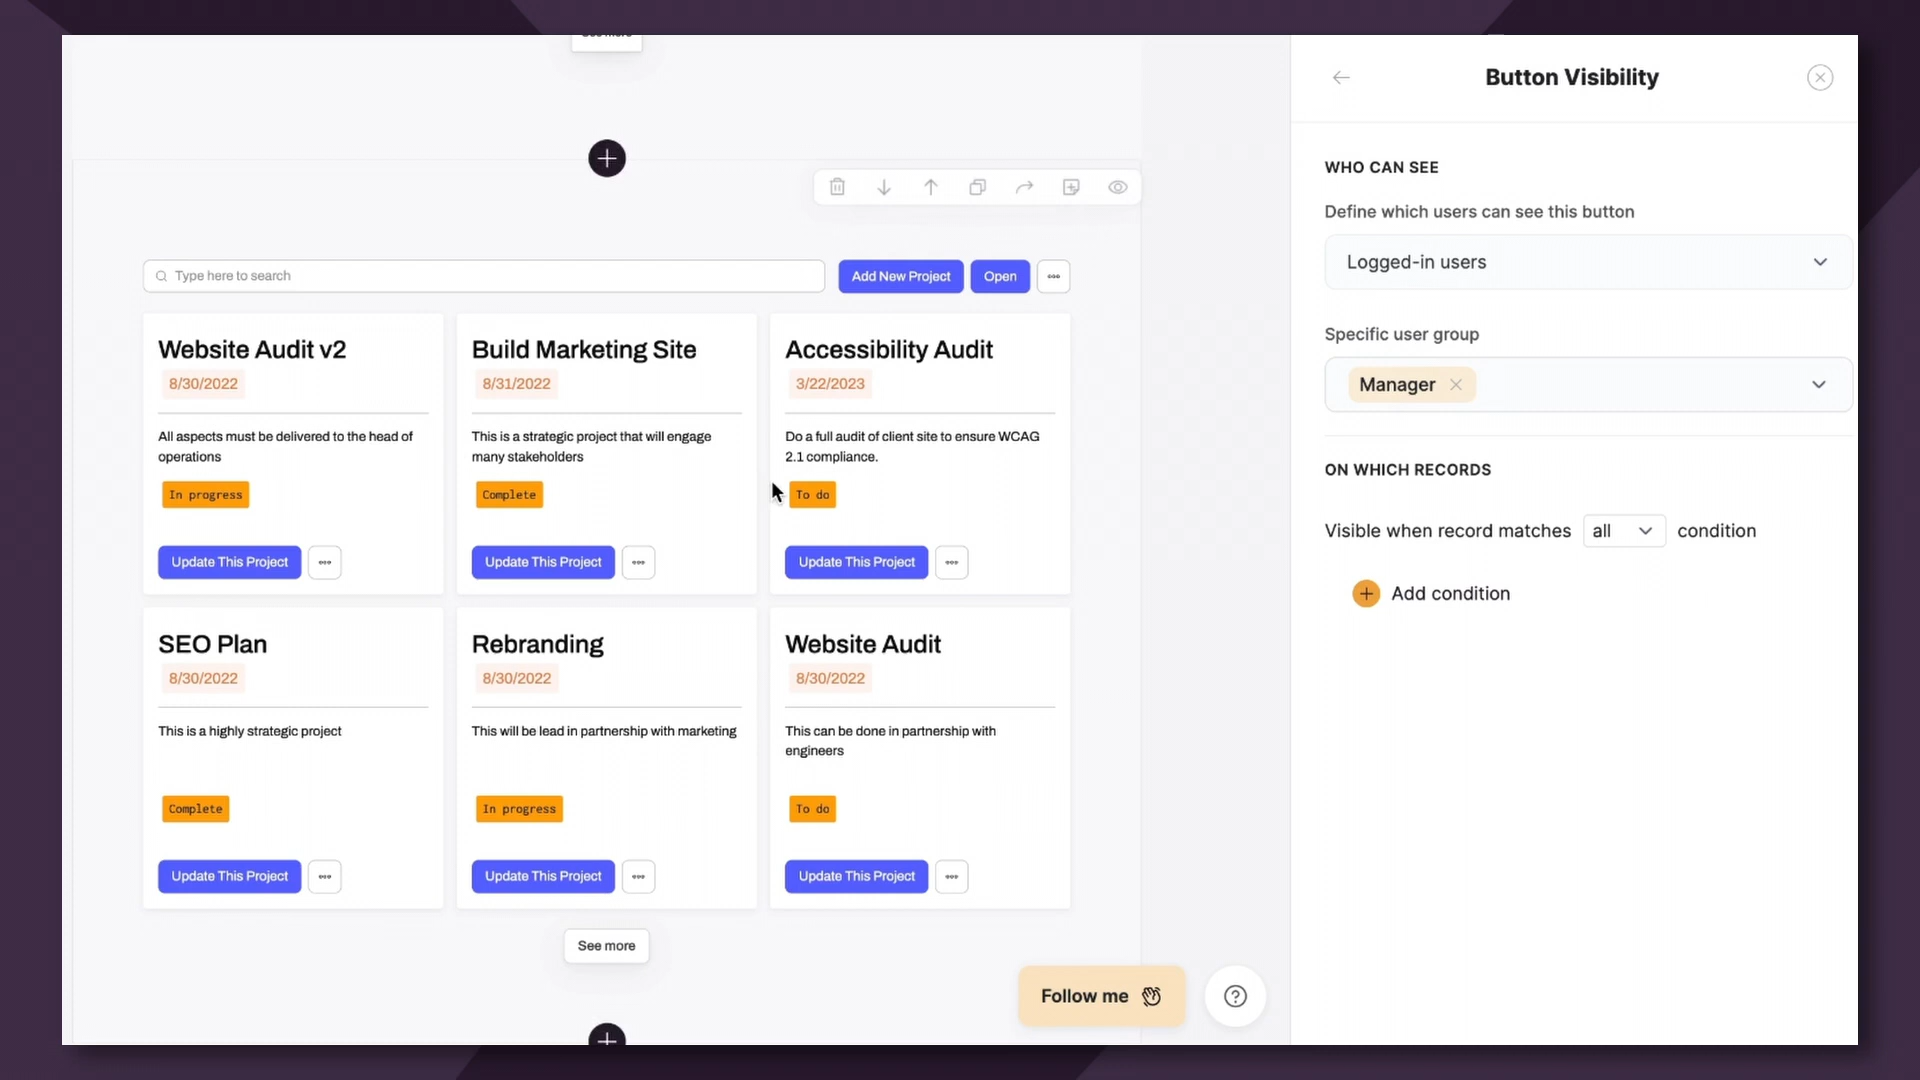 See more
Button Visibility
WHO CAN SEE
Define which users can see this button
Logged-in users
Specific user group
Manager
ON WHICH RECORDS
Visible when record matches all condition
Add condition
Type here to search
Add New Project
Open
Website Audit v2
8/30/2022
All aspects must be delivered to the head of
operations
In progress
Update This Project
Build Marketing Site
8/31/2022
This is a strategic project that will engage
many stakeholders
Complete
Update This Project
Accessibility Audit
3/22/2023
Do a full audit of client site to ensure WCAG
2.1 compliance.
To do
Update This Project
SEO Plan
8/30/2022
This is a highly strategic project
Complete
Update This Project
Rebranding
8/30/2022
This will be lead in partnership with marketing
In progress
Update This Project
Website Audit
8/30/2022
This can be done in partnership with
engineers
To do
Update This Project
See more
Follow me